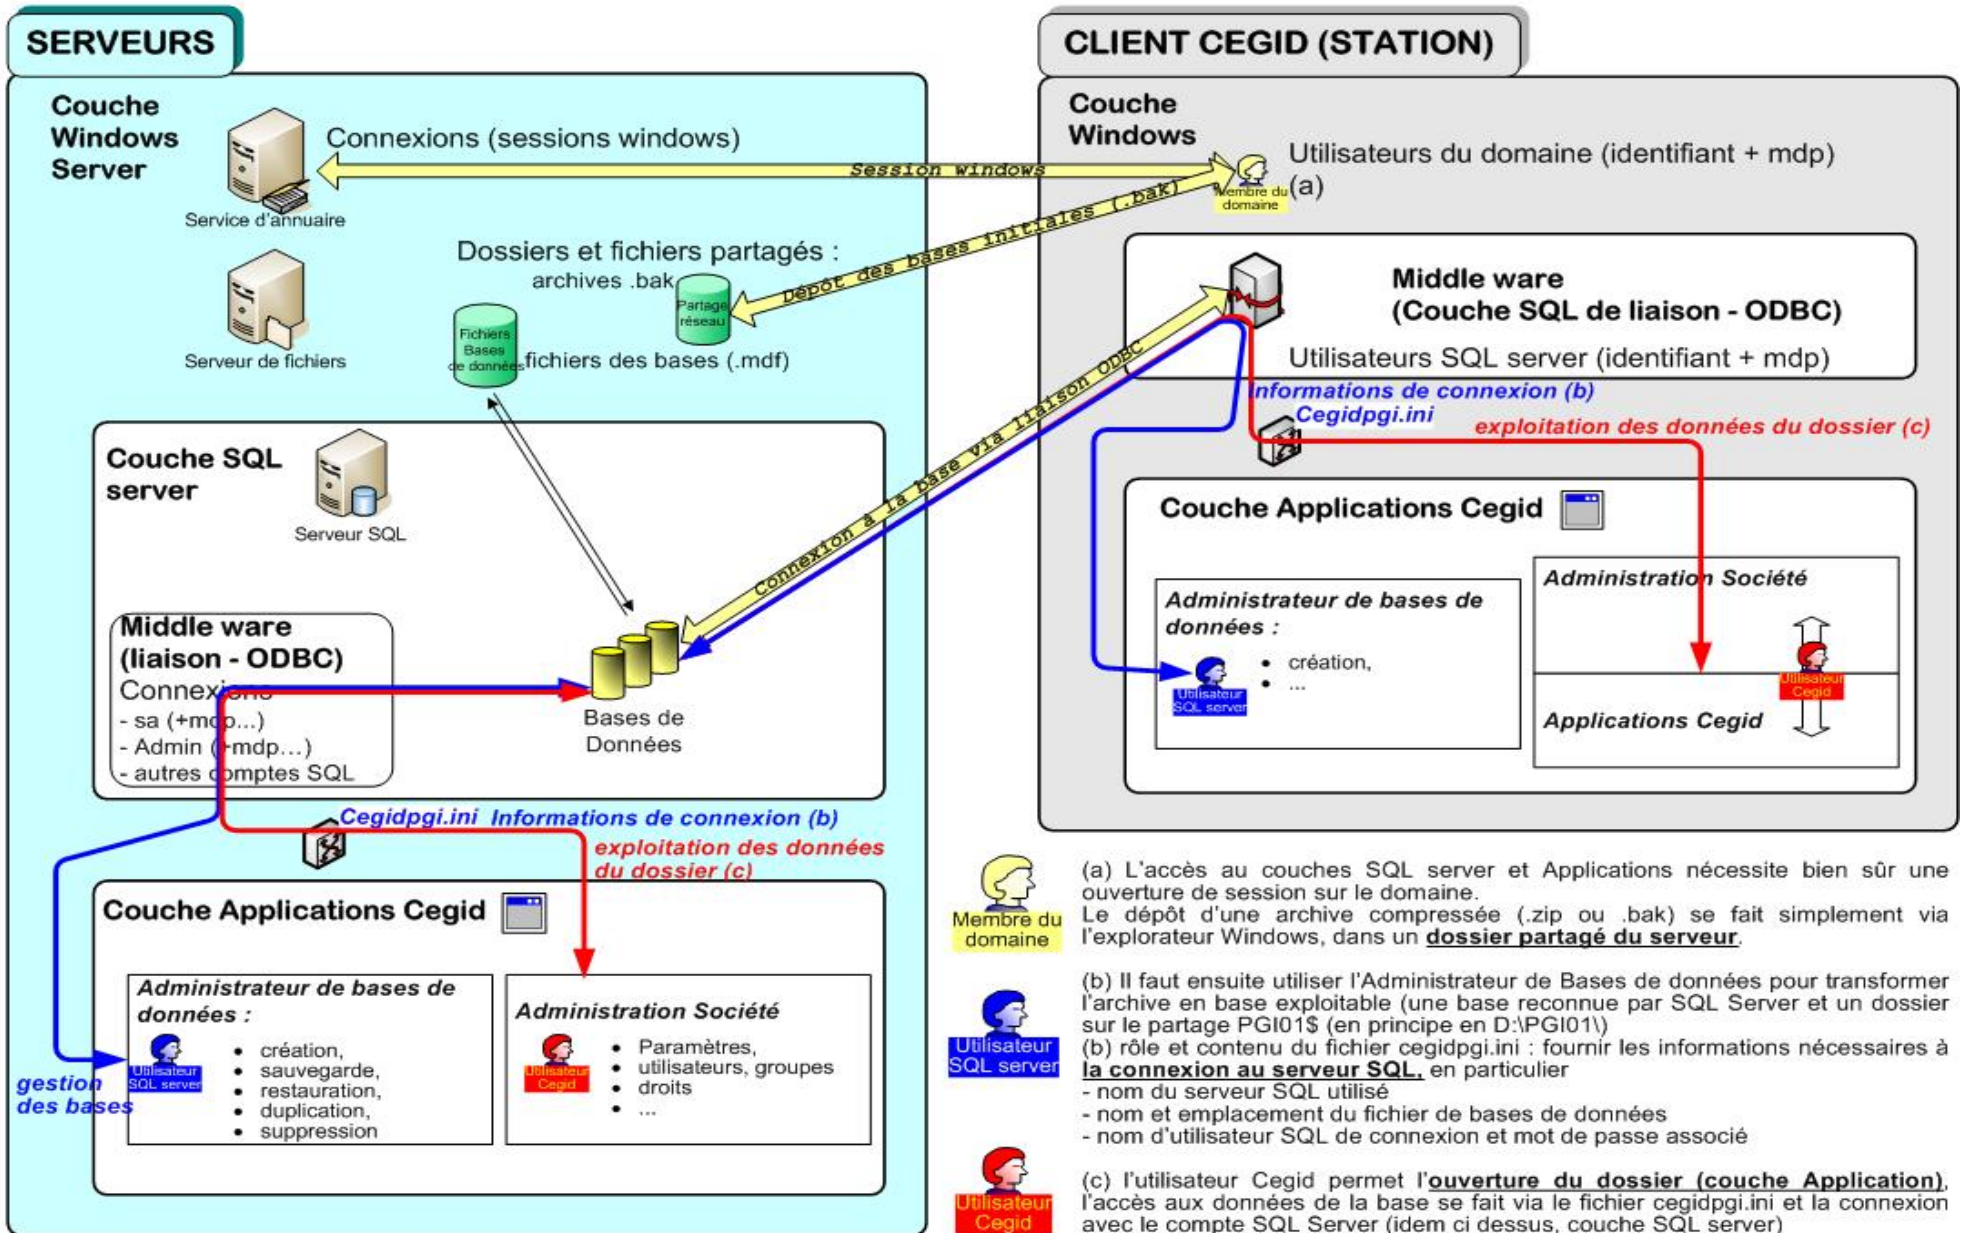 SERVEURS
Couche
Windows
Server
Connexions (sessions windows)
Session windows
Service d'annuaire
Dossiers et fichiers partagés :
archives .bak
Partage
réseau
Dépôt des bases initiales (.bak)
Serveur de fichiers
Fichiers
Bases
de données
fichiers des bases (.mdf)
Couche SQL
server
Serveur SQL
Connexion à la base via liaison ODBC
Middle ware
(liaison - ODBC)
Connexions
- sa (+mdp...)
- Admin (+mdp...)
- autres comptes SQL
Bases de
Données
Cegidpgi.ini Informations de connexion (b)
exploitation des données
du dossier (c)
Couche Applications Cegid
Administrateur de bases de
données :
Utilisateur
SQL server
• création,
• sauvegarde,
• restauration,
• duplication,
• suppression
gestion
des bases
Administration Société
Utilisateur
Cegid
• Paramètres,
• utilisateurs, groupes
• droits
• ...
CLIENT CEGID (STATION)
Couche
Windows
Membre du
domaine
Utilisateurs du domaine (identifiant + mdp)
(a)
Middle ware
(Couche SQL de liaison - ODBC)
Utilisateurs SQL server (identifiant + mdp)
Informations de connexion (b)
Cegidpgi.ini
exploitation des données du dossier (c)
Couche Applications Cegid
Administrateur de bases de
données :
Utilisateur
SQL server
• création,
• ...
Administration Société
Utilisateur
Cegid
Applications Cegid
Membre du
domaine
(a) L'accès au couches SQL server et Applications nécessite bien sûr une
ouverture de session sur le domaine.
Le dépôt d'une archive compressée (.zip ou .bak) se fait simplement via
l'explorateur Windows, dans un dossier partagé du serveur.
Utilisateur
SQL server
(b) Il faut ensuite utiliser l'Administrateur de Bases de données pour transformer
l'archive en base exploitable (une base reconnue par SQL Server et un dossier
sur le partage PGI01$ (en principe en D:\PGI01\)
(b) rôle et contenu du fichier cegidpgi.ini : fournir les informations nécessaires à
la connexion au serveur SQL, en particulier
- nom du serveur SQL utilisé
- nom et emplacement du fichier de bases de données
- nom d'utilisateur SQL de connexion et mot de passe associé
Utilisateur
Cegid
(c) l'utilisateur Cegid permet l'ouverture du dossier (couche Application),
l'accès aux données de la base se fait via le fichier cegidpgi.ini et la connexion
avec le compte SQL Server (idem ci dessus, couche SQL server)